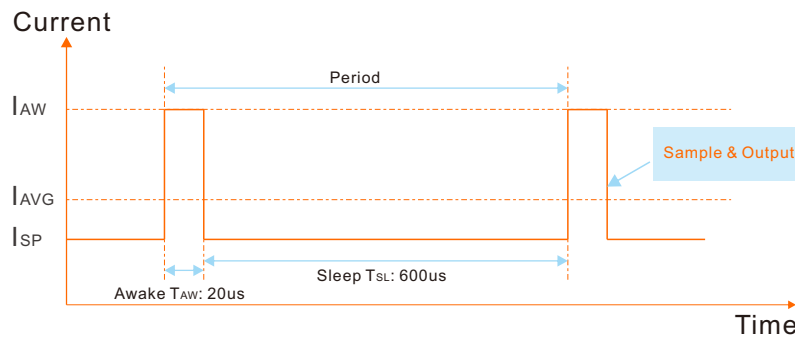 Current
Period
IAW
Sample & Output
IAVG
ISP
Sleep TSL: 600us
Awake TAW: 20us
Time